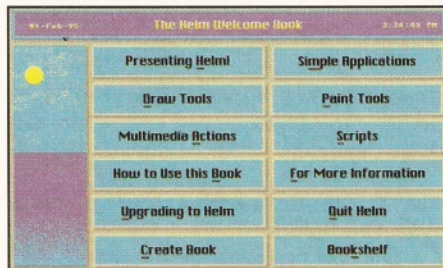 The Helm Welcome Book
Presenting Helm!
Simple Applications
Draw Tools
Paint Tools
Multimedia Actions
Scripts
How to Use this Book
For More Information
Upgrading to Helm
Quit Helm
Create Book
Bookshelf